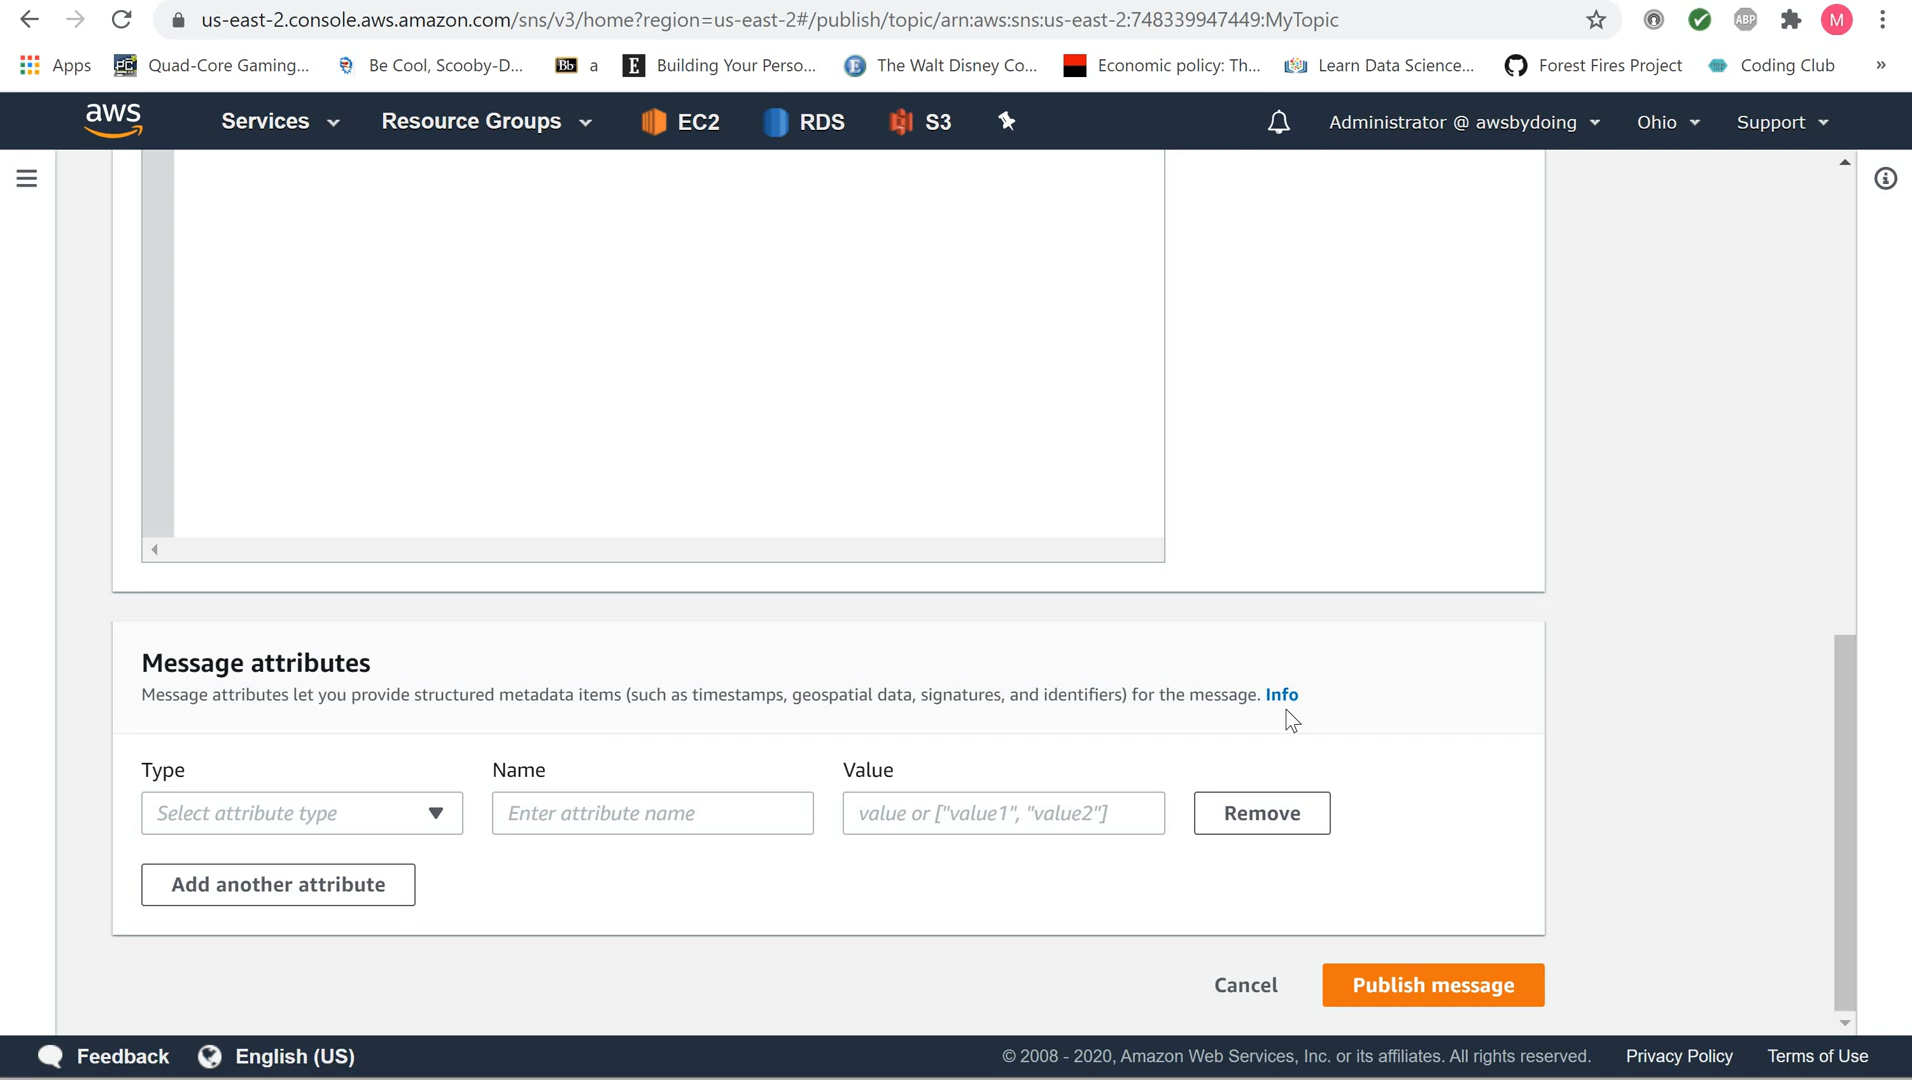 us-east-2.console.aws.amazon.com/sns/v3/home?region=us-east-2#/publish/topic/arn:aws:sns:us-east-2:748339947449:MyTopic
ABP
M
Apps
Quad-Core Gaming...
Be Cool, Scooby-D...
Bb a
E Building Your Perso...
E The Walt Disney Co...
Economic policy: Th...
Learn Data Science...
Forest Fires Project
Coding Club
»
aws
Services
Resource Groups
EC2
RDS
S3
Administrator @ awsbydoing
Ohio
Support
Message attributes
Message attributes let you provide structured metadata items (such as timestamps, geospatial data, signatures, and identifiers) for the message. Info
Type Name Value
Select attribute type Enter attribute name value or ["value1", "value2"] Remove
Add another attribute
Cancel Publish message
Feedback English (US) © 2008 - 2020, Amazon Web Services, Inc. or its affiliates. All rights reserved. Privacy Policy Terms of Use